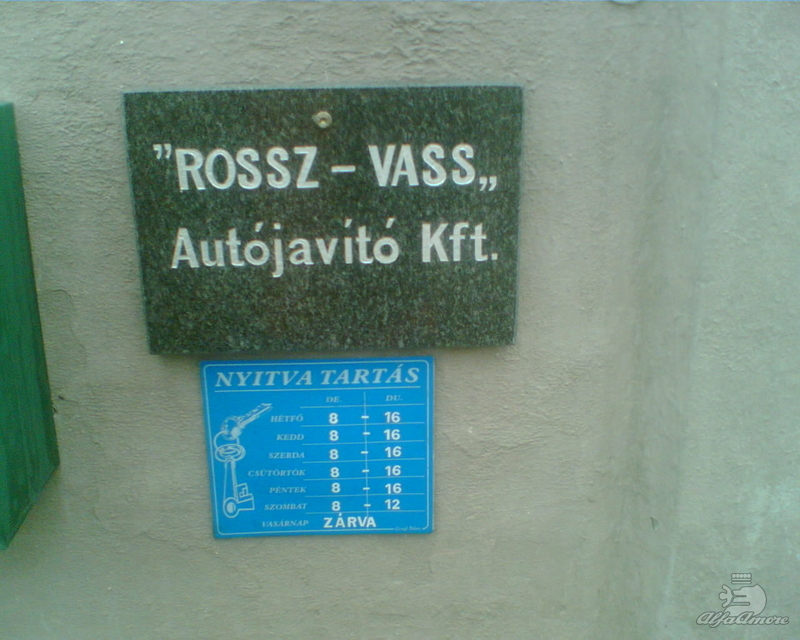 "ROSSZ - VASS„
Autójavító Kft.
NYITVA TARTÁS
DE. DU.
HÉTFŐ 8 - 16
KEDD 8 - 16
SZERDA 8 - 16
CSÜTÖRTÖK 8 - 16
PÉNTEK 8 - 16
SZOMBAT 8 - 12
VASÁRNAP ZÁRVA
AlfaAmore